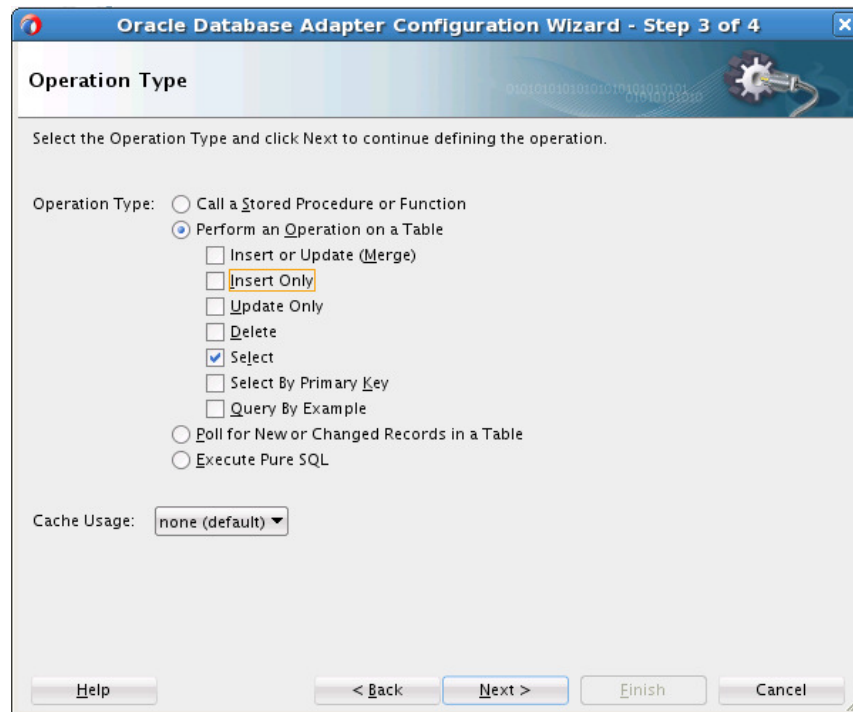 Oracle Database Adapter Configuration Wizard - Step 3 of 4
Operation Type
Select the Operation Type and click Next to continue defining the operation.
Operation Type:
Call a Stored Procedure or Function
Perform an Operation on a Table
Insert or Update (Merge)
Insert Only
Update Only
Delete
Select
Select By Primary Key
Query By Example
Poll for New or Changed Records in a Table
Execute Pure SQL
Cache Usage: none (default)
Help < Back Next > Finish Cancel